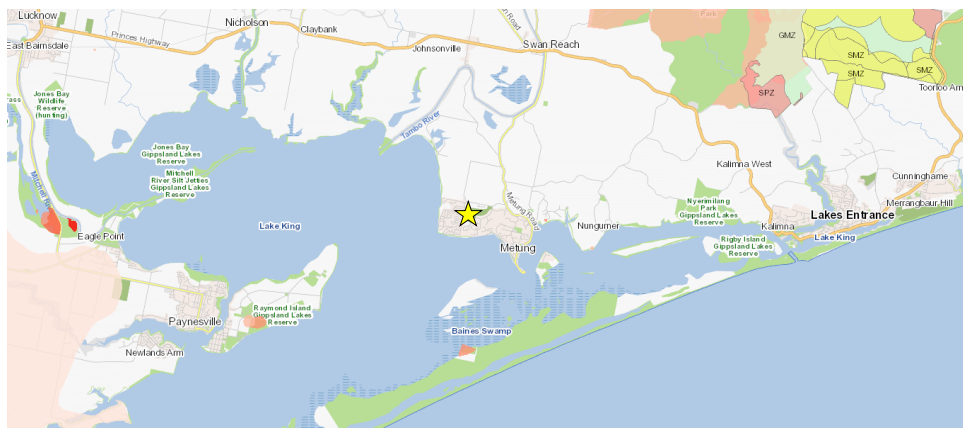 Lucknow
Nicholson
Claybank
Princes Highway
East Bairnsdale
Johnsonville
Swan Reach
Road
Park
GMZ
SMZ
SMZ
SMZ
SPZ
Toorloo Arm
Jones Bay
Wildlife
Reserve
(hunting)
Tambo River
Jones Bay
Gippsland Lakes
Reserve
Mitchell
River Silt Jetties
Gippsland Lakes
Reserve
Kalimna West
Cunninghame
Metung Road
Nyerimilang
Park
Gippsland Lakes
Reserve
Merrangbaur Hill
Lakes Entrance
Lake King
Nungurner
Kalimna
Lake King
Eagle Point
Metung
Rigby Island
Gippsland Lakes
Reserve
Raymond Island
Gippsland Lakes
Reserve
Paynesville
Baines Swamp
Newlands Arm